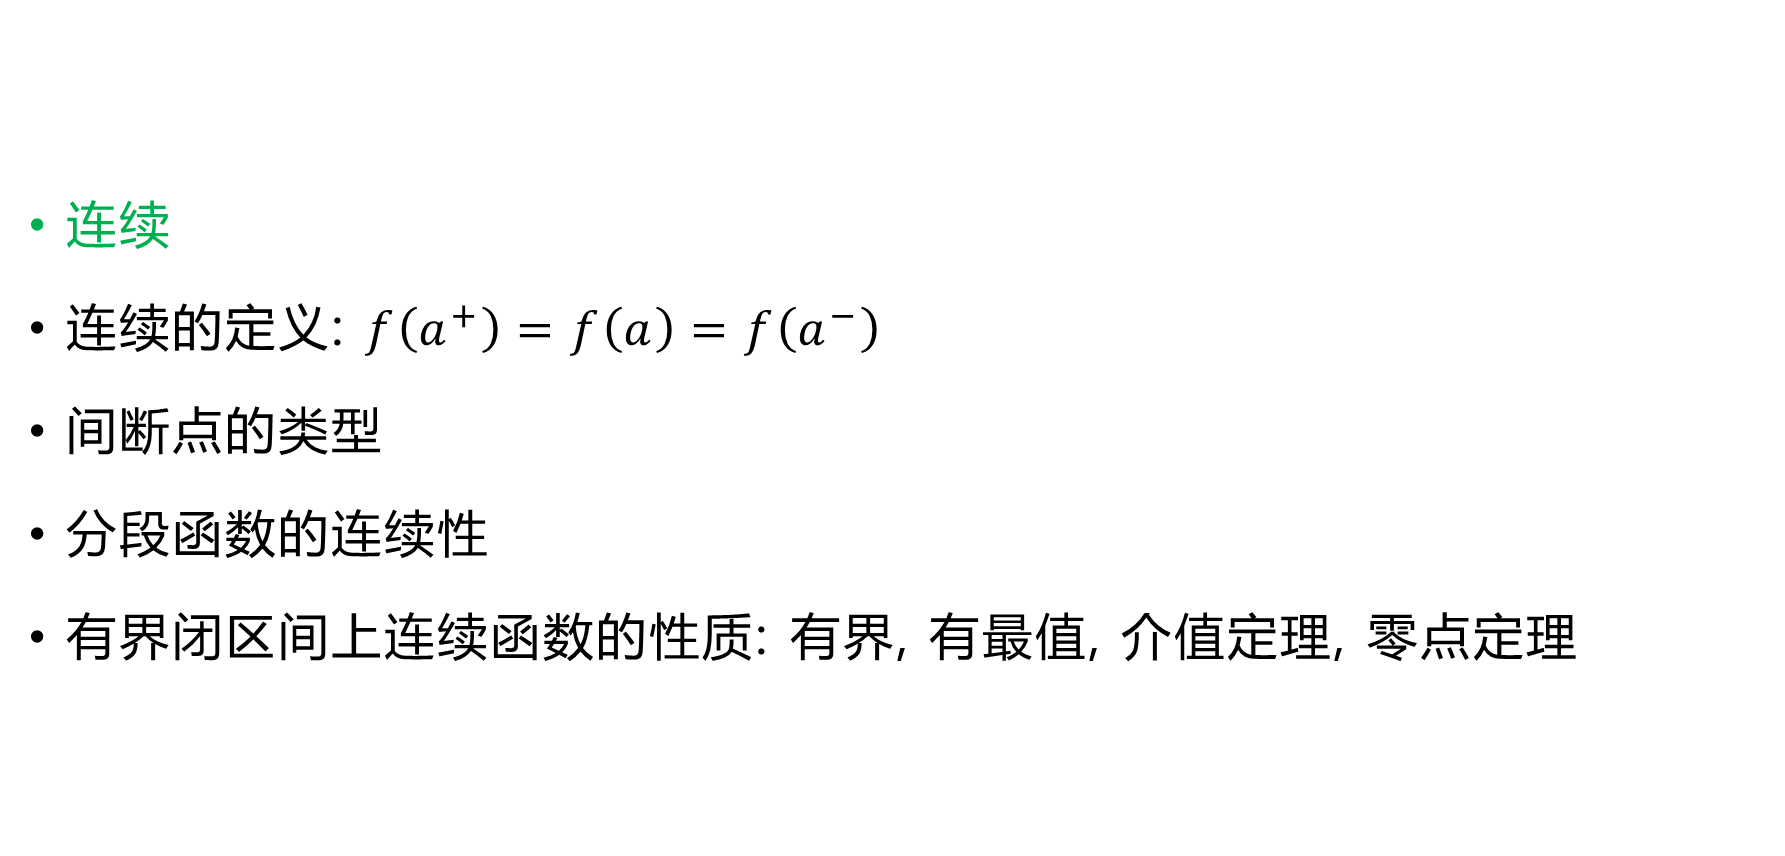 • 连续
• 连续的定义: f(a⁺) = f(a) = f(a⁻)
• 间断点的类型
• 分段函数的连续性
• 有界闭区间上连续函数的性质: 有界, 有最值, 介值定理, 零点定理